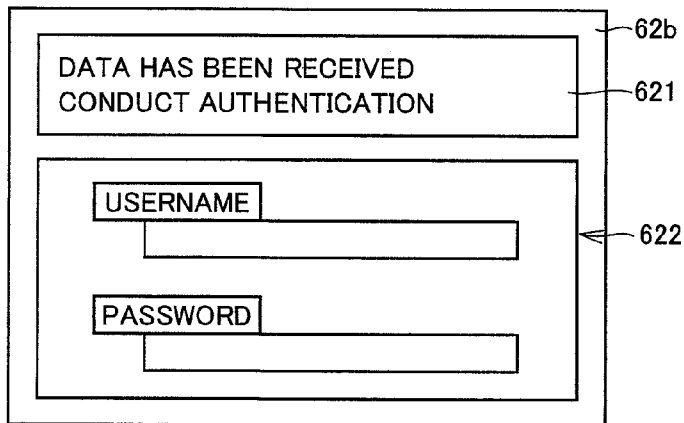 62b
DATA HAS BEEN RECEIVED
CONDUCT AUTHENTICATION
621
USERNAME
622
PASSWORD